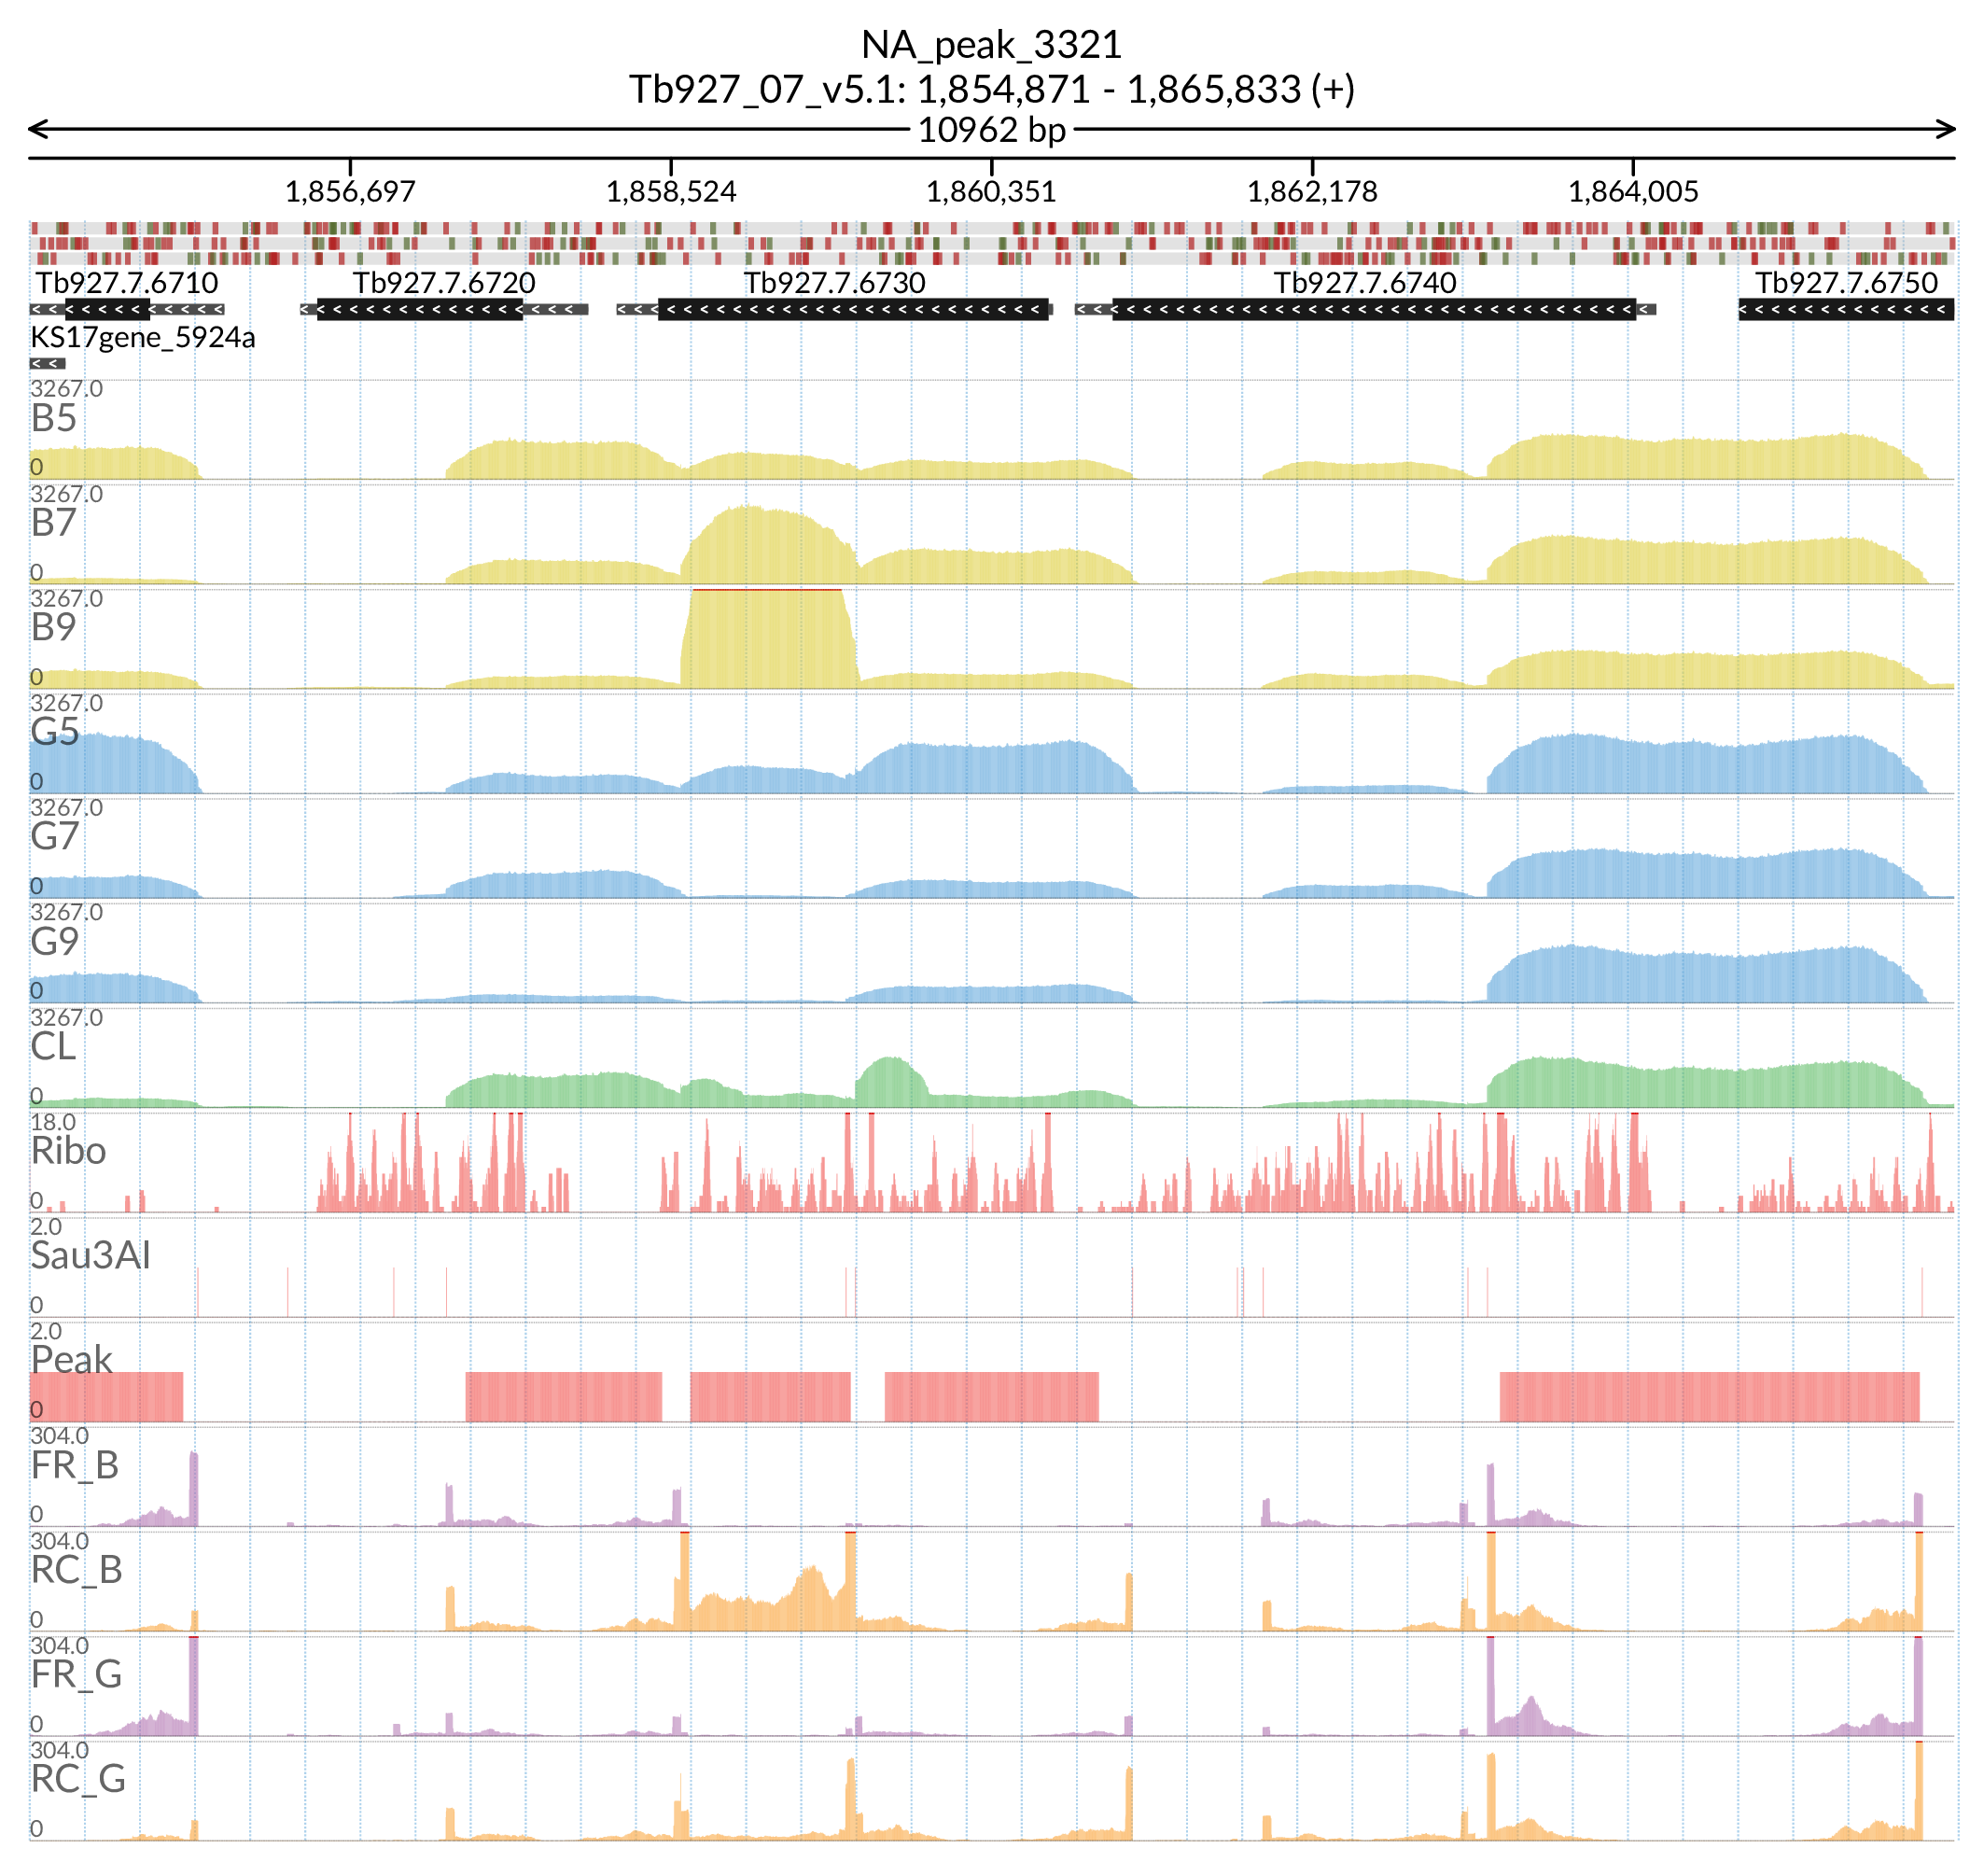 NA_peak_3321
Tb927_07_v5.1: 1,854,871 - 1,865,833 (+)
10962 bp
1,856,697 1,858,524 1,860,351 1,862,178 1,864,005
Tb927.7.6710 Tb927.7.6720 Tb927.7.6730 Tb927.7.6740 Tb927.7.6750
KS17gene_5924a
3267.0
B5
0
3267.0
B7
0
3267.0
B9
0
3267.0
G5
0
3267.0
G7
0
3267.0
G9
0
3267.0
CL
0
18.0
Ribo
0
2.0
Sau3AI
0
2.0
Peak
0
304.0
FR_B
0
304.0
RC_B
0
304.0
FR_G
0
304.0
RC_G
0